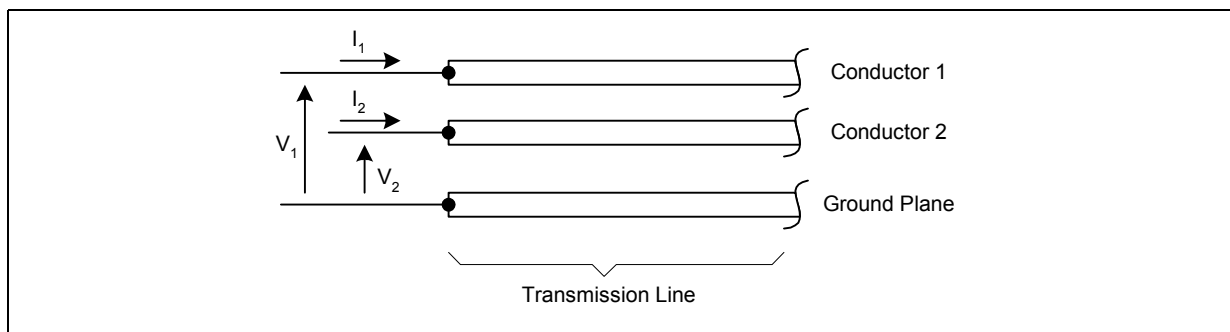 I₁
Conductor 1
I₂
Conductor 2
V₁
V₂
Ground Plane
Transmission Line